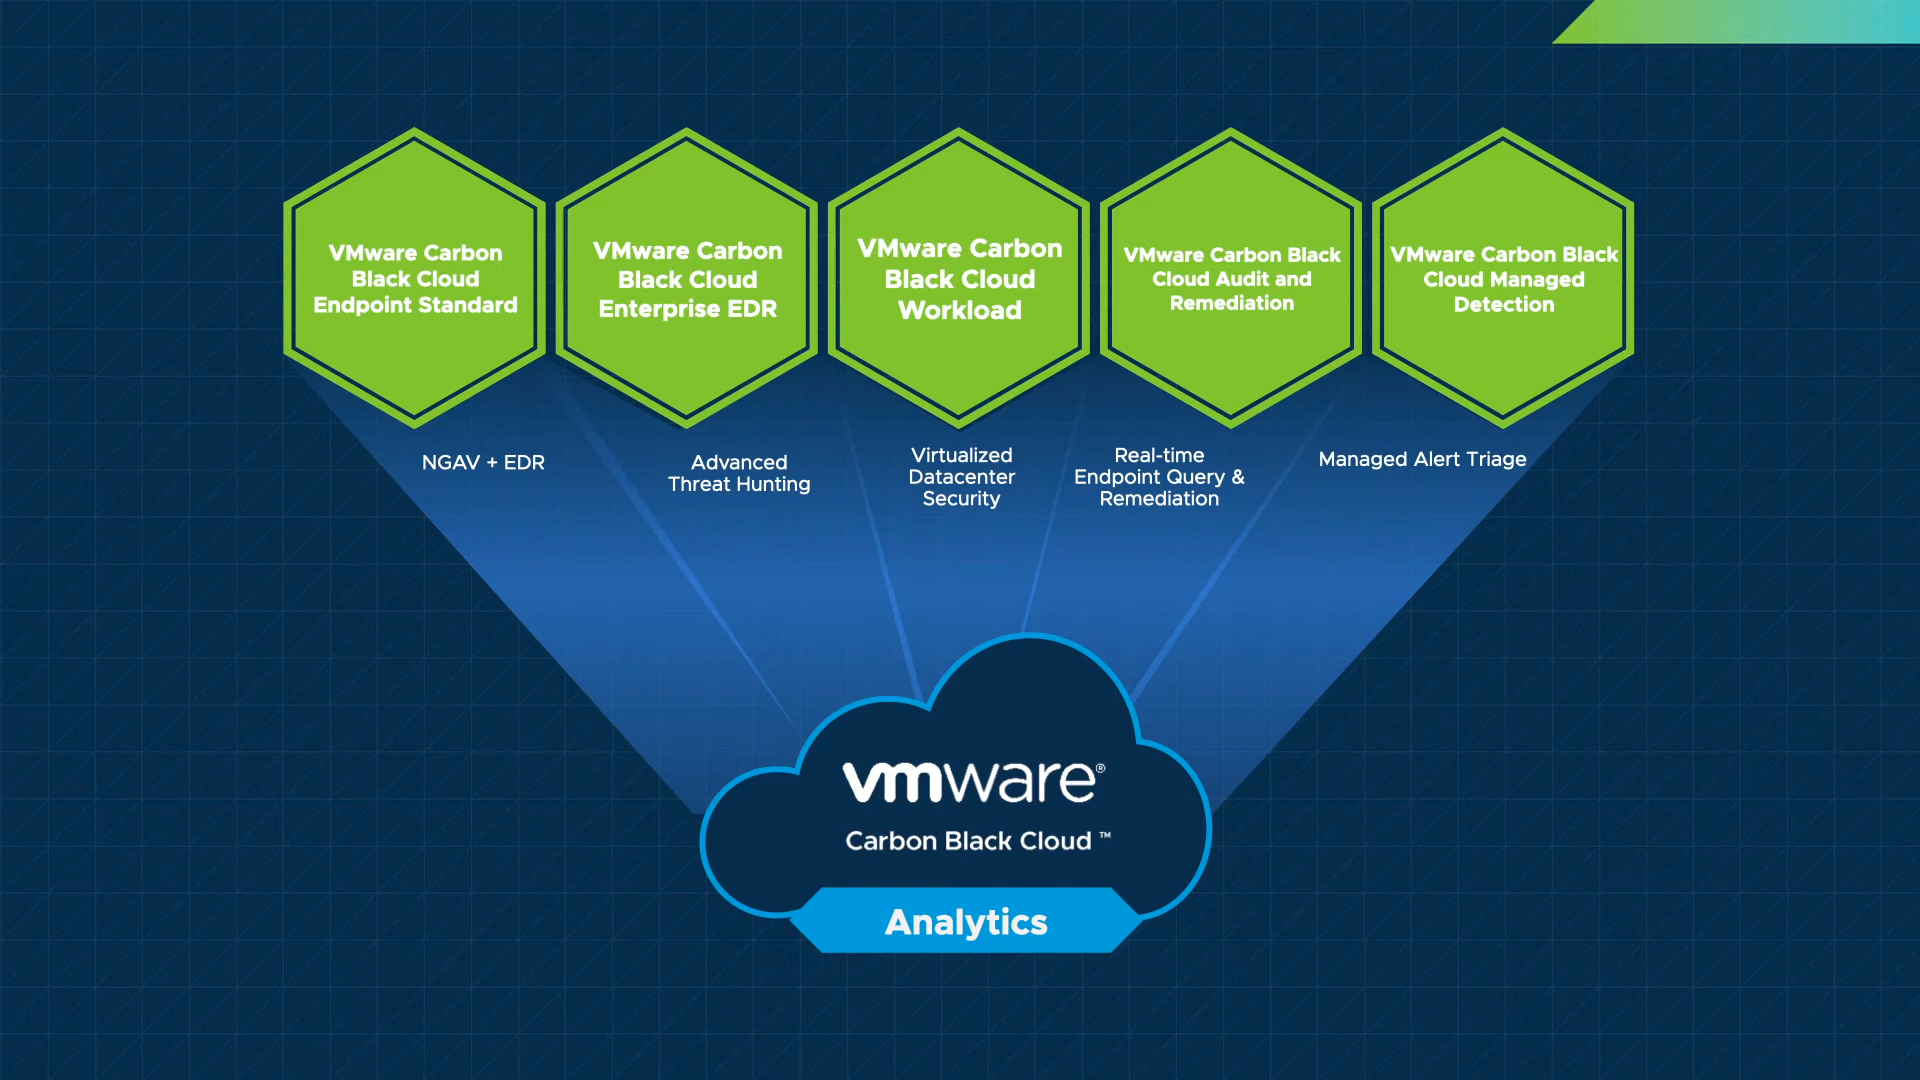 VMware Carbon
Black Cloud
Endpoint Standard
VMware Carbon
Black Cloud
Enterprise EDR
VMware Carbon
Black Cloud
Workload
VMware Carbon Black
Cloud Audit and
Remediation
VMware Carbon Black
Cloud Managed
Detection
NGAV + EDR
Advanced
Threat Hunting
Virtualized
Datacenter
Security
Real-time
Endpoint Query &
Remediation
Managed Alert Triage
vmware®
Carbon Black Cloud ™
Analytics